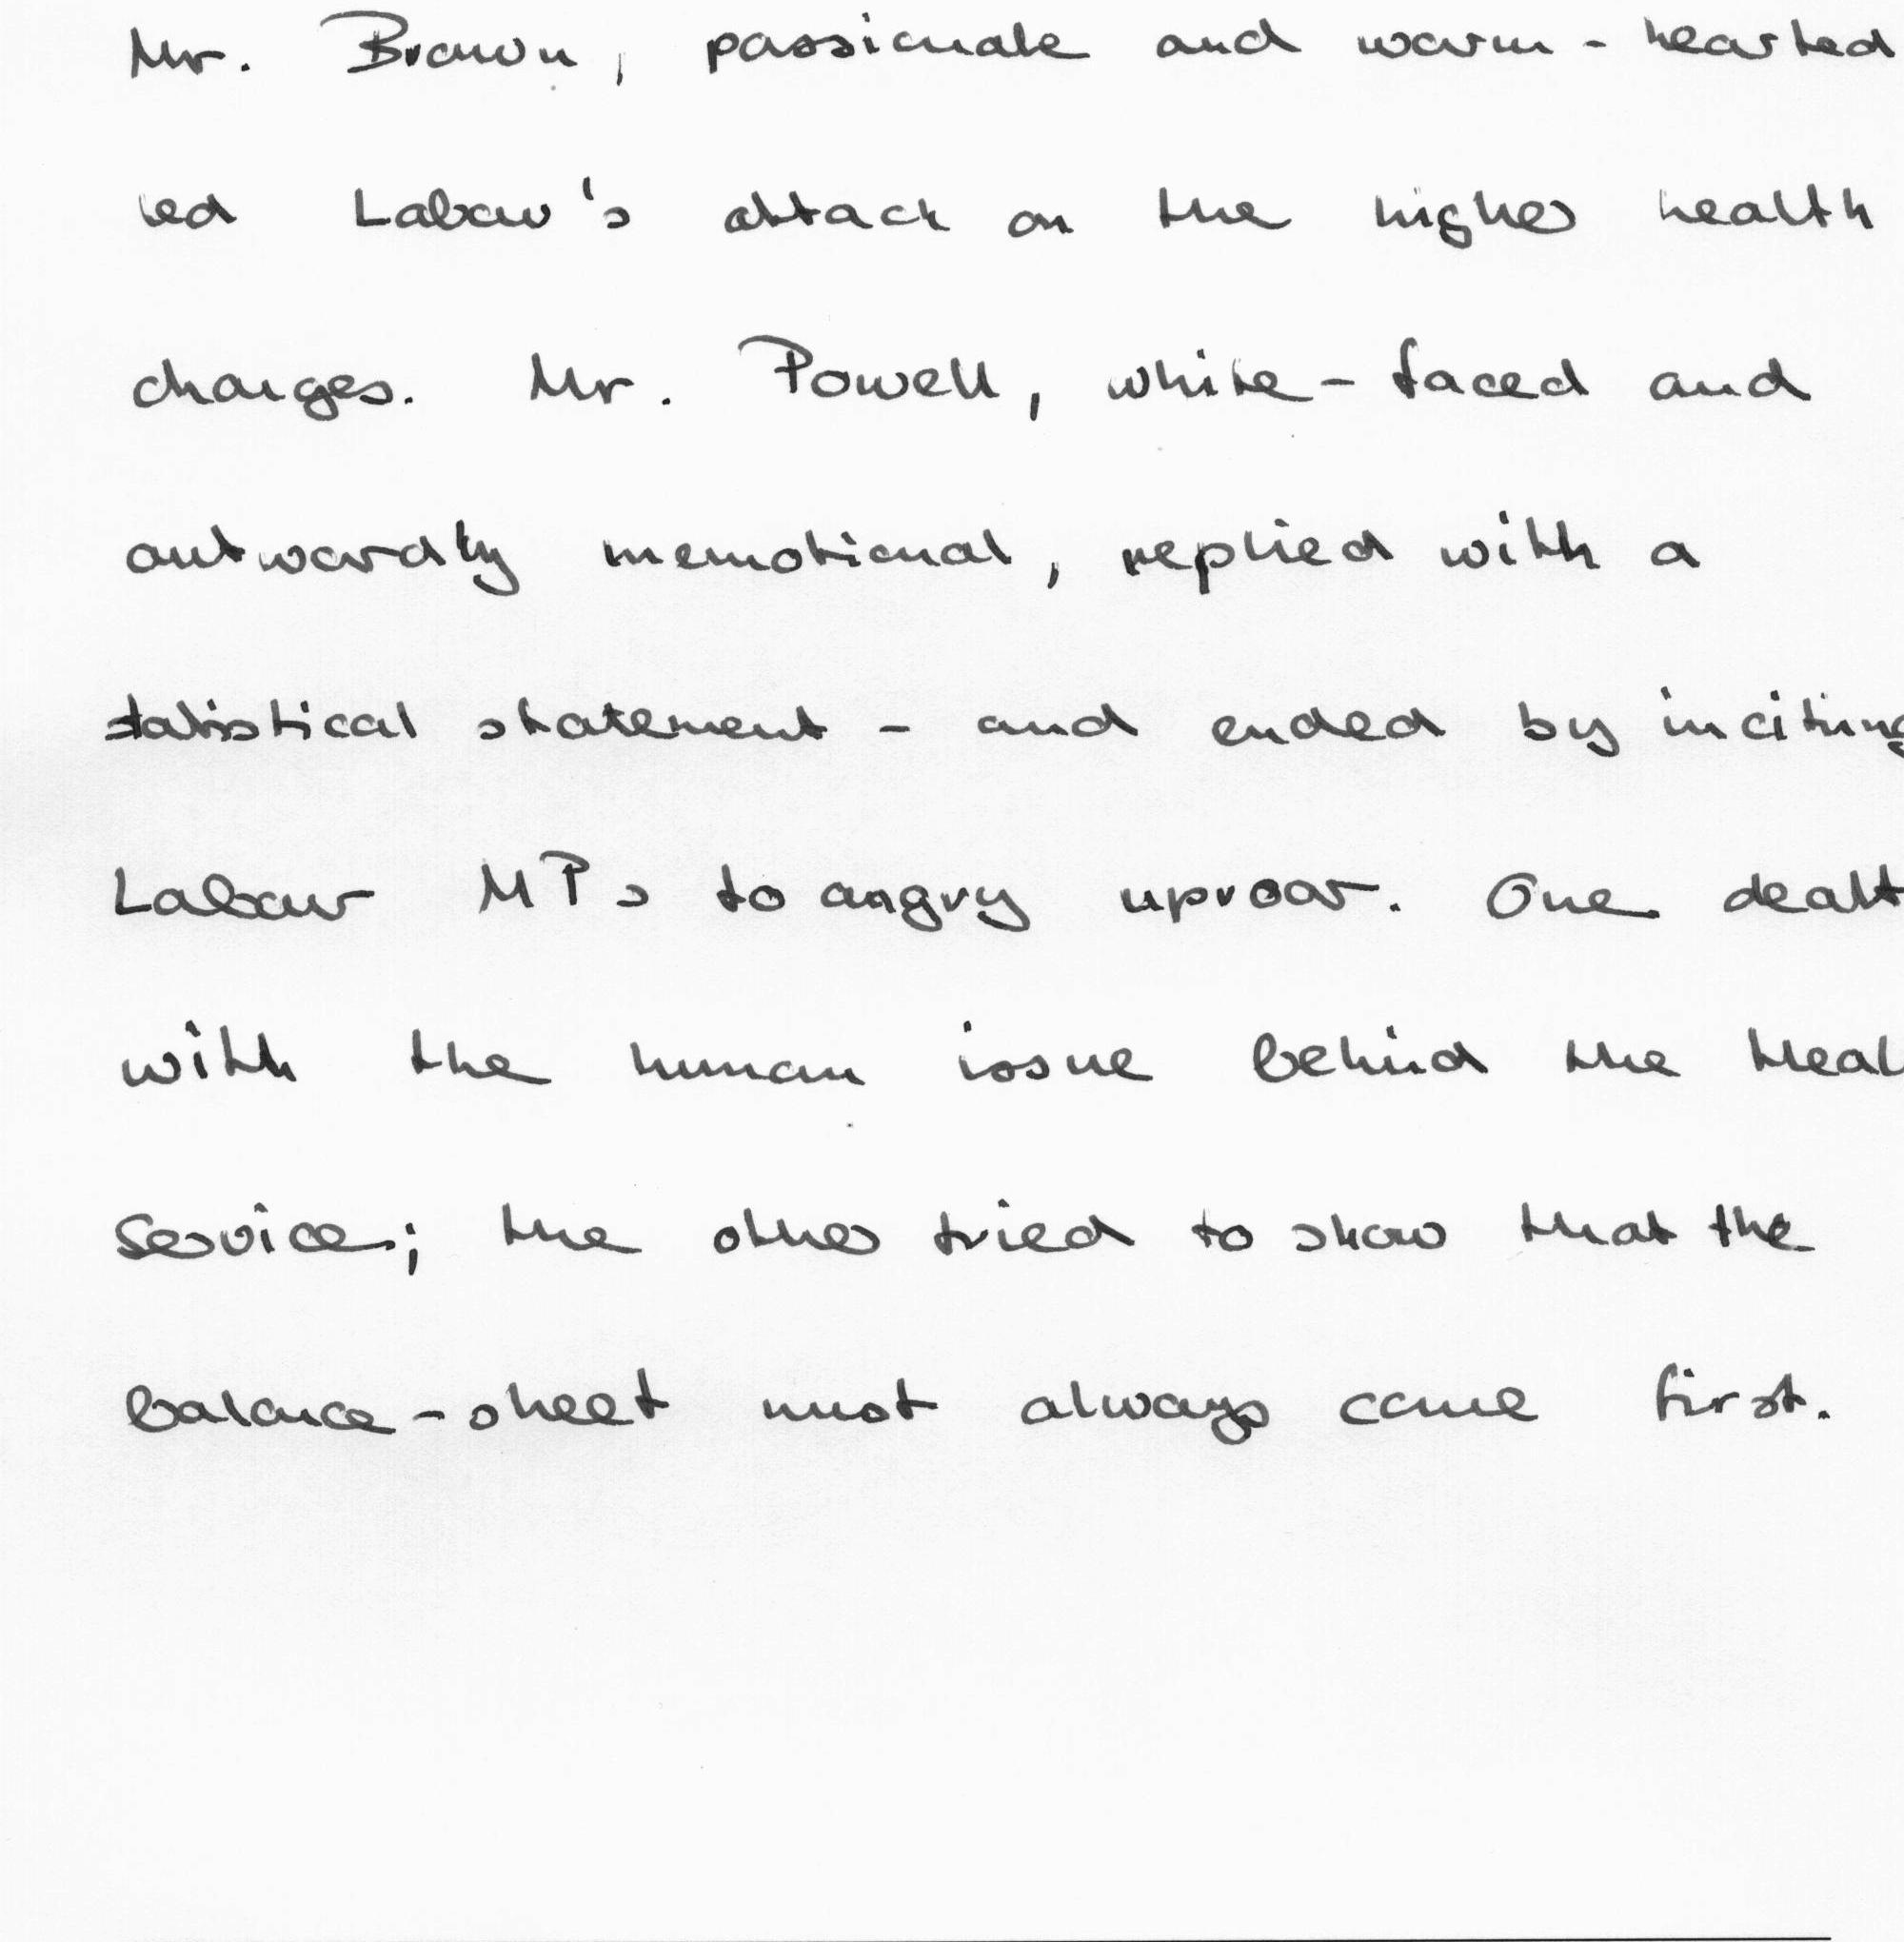 Mr. Brown, passionate and warm-hearted
led Labour's attack on the higher health
charges. Mr. Powell, white-faced and
outwardly unemotional, replied with a
statistical statement - and ended by inciting
Labour MPs to angry uproar. One dealt
with the human issue behind the Heal
Service; the other tried to show that the
balance-sheet must always come first.